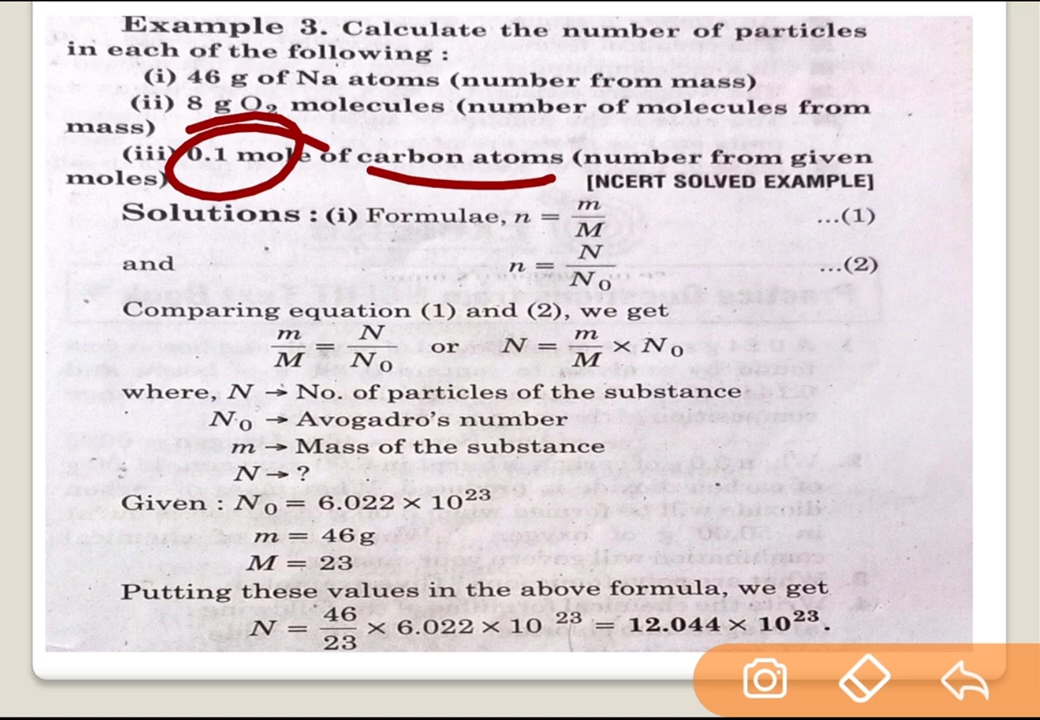 Example 3. Calculate the number of particles
in each of the following :
(i) 46 g of Na atoms (number from mass)
(ii) 8 g O₂ molecules (number of molecules from
mass)
(iii) 0.1 mole of carbon atoms (number from given
moles) [NCERT SOLVED EXAMPLE]
Solutions : (i) Formulae, n = m/M ...(1)
and n = N/N₀ ...(2)
Comparing equation (1) and (2), we get
m/M = N/N₀ or N = m/M × N₀
where, N → No. of particles of the substance
N₀ → Avogadro's number
m → Mass of the substance
N → ?
Given : N₀ = 6.022 × 10²³
m = 46 g
M = 23
Putting these values in the above formula, we get
N = 46/23 × 6.022 × 10²³ = 12.044 × 10²³.